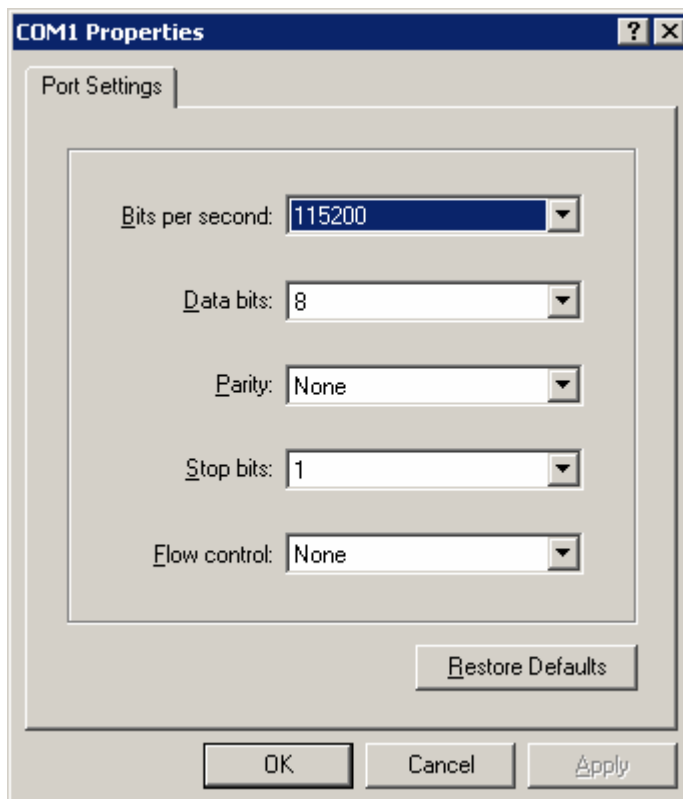 COM1 Properties
Port Settings
Bits per second: 115200
Data bits: 8
Parity: None
Stop bits: 1
Flow control: None
Restore Defaults
OK Cancel Apply